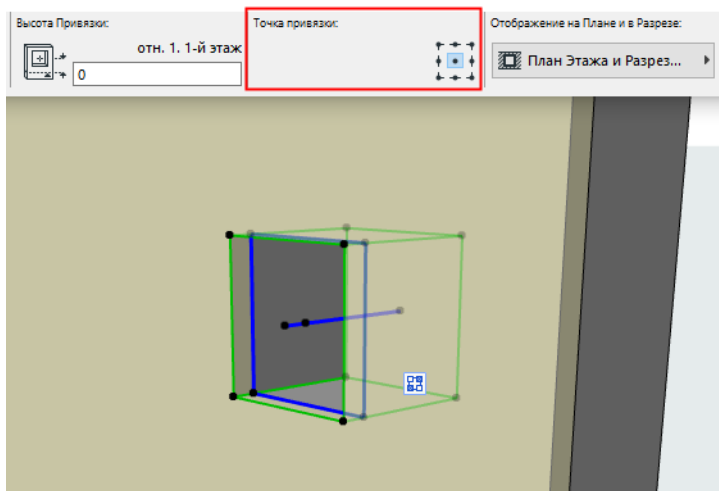 Высота Привязки:
отн. 1. 1-й этаж
0
Точка привязки:
Отображение на Плане и в Разрезе:
План Этажа и Разрез...